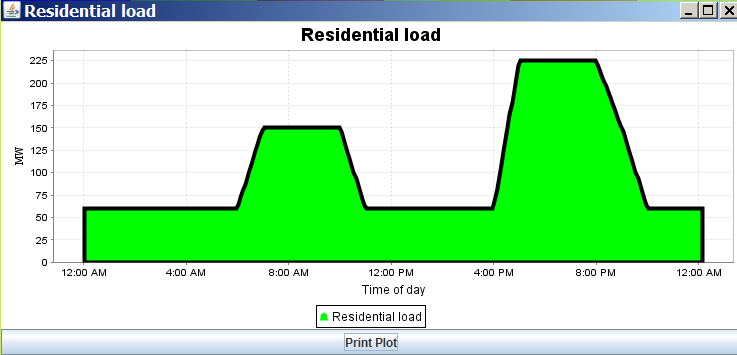 Residential load
Residential load
225
200
175
150
125
100
75
50
25
0
MW
12:00 AM 4:00 AM 8:00 AM 12:00 PM 4:00 PM 8:00 PM 12:00 AM
Time of day
Residential load
Print Plot